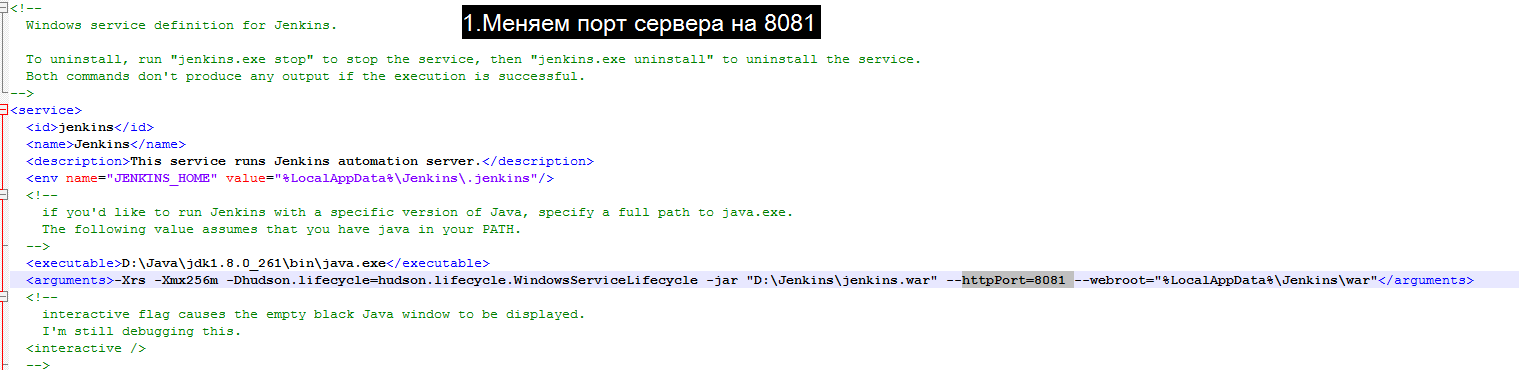 <!--
Windows service definition for Jenkins.
1.Меняем порт сервера на 8081
To uninstall, run "jenkins.exe stop" to stop the service, then "jenkins.exe uninstall" to uninstall the service.
Both commands don't produce any output if the execution is successful.
-->
<service>
<id>jenkins</id>
<name>Jenkins</name>
<description>This service runs Jenkins automation server.</description>
<env name="JENKINS_HOME" value="%LocalAppData%\Jenkins\.jenkins"/>
<!--
if you'd like to run Jenkins with a specific version of Java, specify a full path to java.exe.
The following value assumes that you have java in your PATH.
-->
<executable>D:\Java\jdk1.8.0_261\bin\java.exe</executable>
<arguments>-Xrs -Xmx256m -Dhudson.lifecycle=hudson.lifecycle.WindowsServiceLifecycle -jar "D:\Jenkins\jenkins.war" --httpPort=8081 --webroot="%LocalAppData%\Jenkins\war"</arguments>
<!--
interactive flag causes the empty black Java window to be displayed.
I'm still debugging this.
<interactive />
-->